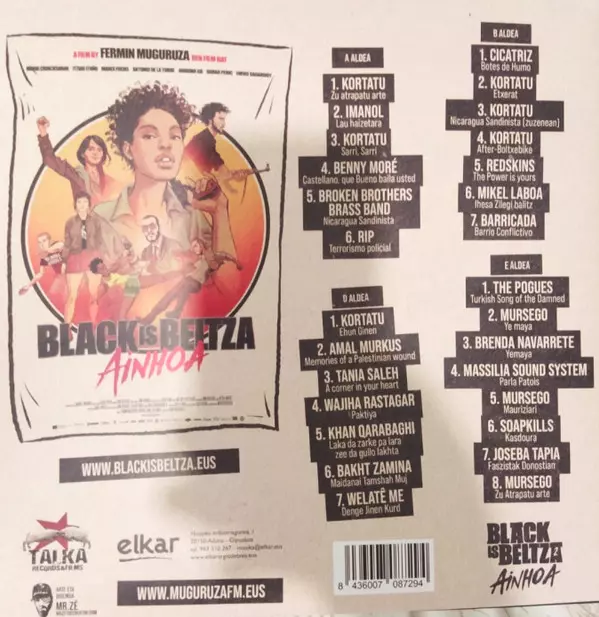 A FILM BY FERMIN MUGURUZA
BLACK IS BELTZA
AiNHOA
WWW.BLACKISBELTZA.EUS
TALKA
RECORDS&FILMS
elkar
MR. ZÉ
WWW.MUGURUZAFM.EUS
A ALDEA
1. KORTATU
Zu atrapatu arte
2. IMANOL
Lau haizetara
3. KORTATU
Sarri, Sarri
4. BENNY MORÉ
Castellano, que Bueno baila usted
5. BROKEN BROTHERS
BRASS BAND
Nicaragua Sandinista
6. RIP
Terrorismo policial
B ALDEA
1. CICATRIZ
Botes de Humo
2. KORTATU
Etxerat
3. KORTATU
Nicaragua Sandinista (zuzenean)
4. KORTATU
After-Boltxebike
5. REDSKINS
The Power is yours
6. MIKEL LABOA
Ihesa Zilegi balitz
7. BARRICADA
Barrio Conflictivo
D ALDEA
1. KORTATU
Ehun Ginen
2. AMAL MURKUS
Memories of a Palestinian wound
3. TANIA SALEH
A corner in your heart
4. WAJIHA RASTAGAR
Paktiya
5. KHAN QARABAGHI
Laka da zarke pa lara
zee da guilo lakhta
6. BAKHT ZAMINA
Maidanai Tamshah Muj
7. WELATÊ ME
Denge Jinen Kurd
E ALDEA
1. THE POGUES
Turkish Song of the Damned
2. MURSEGO
Ye maya
3. BRENDA NAVARRETE
Yemaya
4. MASSILIA SOUND SYSTEM
Parla Patois
5. MURSEGO
Mauriziari
6. SOAPKILLS
Kasdoura
7. JOSEBA TAPIA
Faszistak Donostian
8. MURSEGO
Zu Atrapatu arte
8 436007 087294
BLACK
IS BELTZA
AiNHOA